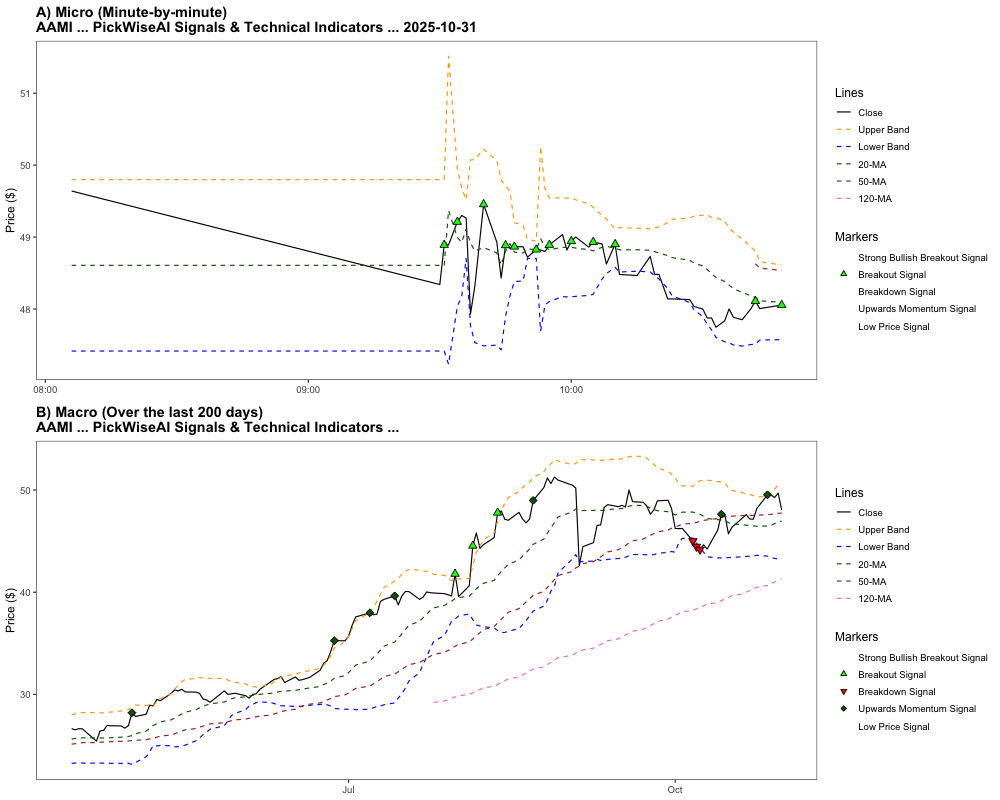 A) Micro (Minute-by-minute)
AAMI ... PickWiseAI Signals & Technical Indicators ... 2025-10-31
Price ($)
51
50
49
48
08:00
09:00
10:00
Lines
Close
Upper Band
Lower Band
20-MA
50-MA
120-MA
Markers
Strong Bullish Breakout Signal
Breakout Signal
Breakdown Signal
Upwards Momentum Signal
Low Price Signal
B) Macro (Over the last 200 days)
AAMI ... PickWiseAI Signals & Technical Indicators ...
Price ($)
50
40
30
Jul
Oct
Lines
Close
Upper Band
Lower Band
20-MA
50-MA
120-MA
Markers
Strong Bullish Breakout Signal
Breakout Signal
Breakdown Signal
Upwards Momentum Signal
Low Price Signal